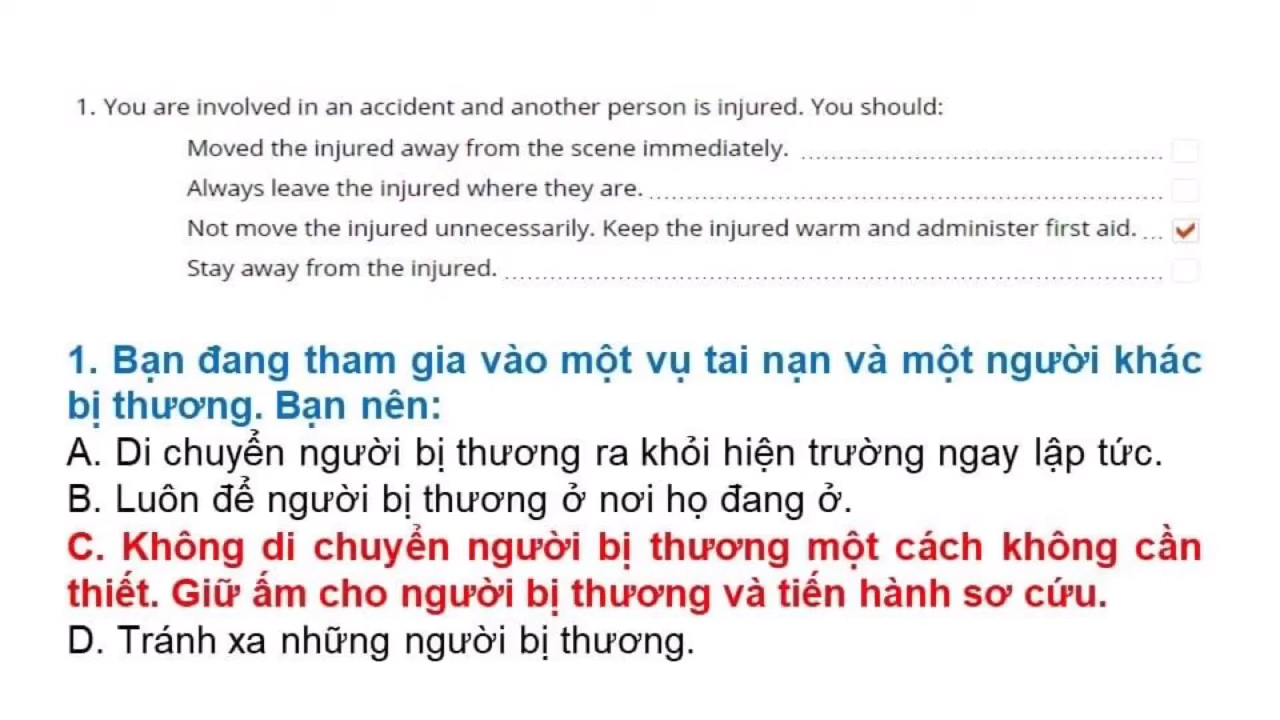 1. You are involved in an accident and another person is injured. You should:
Moved the injured away from the scene immediately. ................................................
Always leave the injured where they are. ....................................................................
Not move the injured unnecessarily. Keep the injured warm and administer first aid. ...
Stay away from the injured. .......................................................................................
1. Bạn đang tham gia vào một vụ tai nạn và một người khác
bị thương. Bạn nên:
A. Di chuyển người bị thương ra khỏi hiện trường ngay lập tức.
B. Luôn để người bị thương ở nơi họ đang ở.
C. Không di chuyển người bị thương một cách không cần
thiết. Giữ ấm cho người bị thương và tiến hành sơ cứu.
D. Tránh xa những người bị thương.